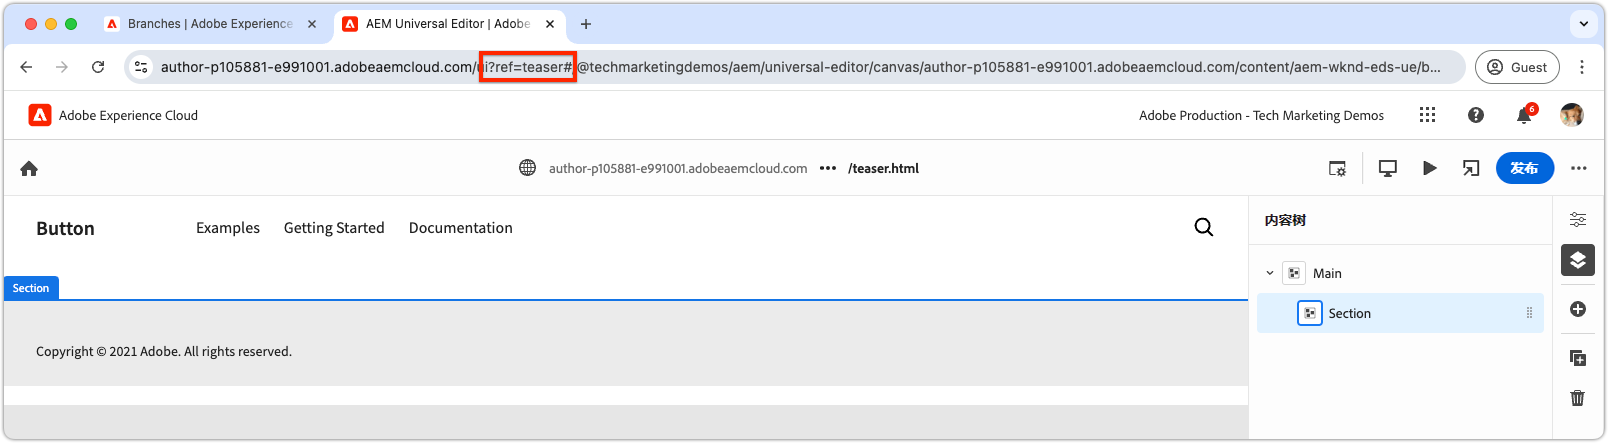 Branches | Adobe Experience
AEM Universal Editor | Adobe
author-p105881-e991001.adobeaemcloud.com/ui?ref=teaser#/@techmarketingdemos/aem/universal-editor/canvas/author-p105881-e991001.adobeaemcloud.com/content/aem-wknd-eds-ue/b...
Guest
Adobe Experience Cloud
Adobe Production - Tech Marketing Demos
6
author-p105881-e991001.adobeaemcloud.com ••• /teaser.html
发布
Button
Examples
Getting Started
Documentation
内容树
Main
Section
Section
Copyright © 2021 Adobe. All rights reserved.